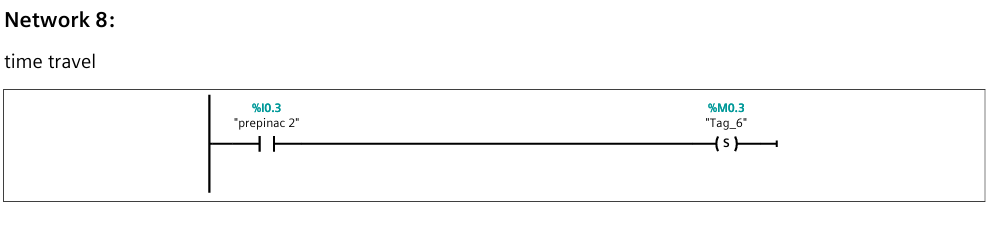 Network 8:
time travel
%I0.3
"prepinac 2"
%M0.3
"Tag_6"
S